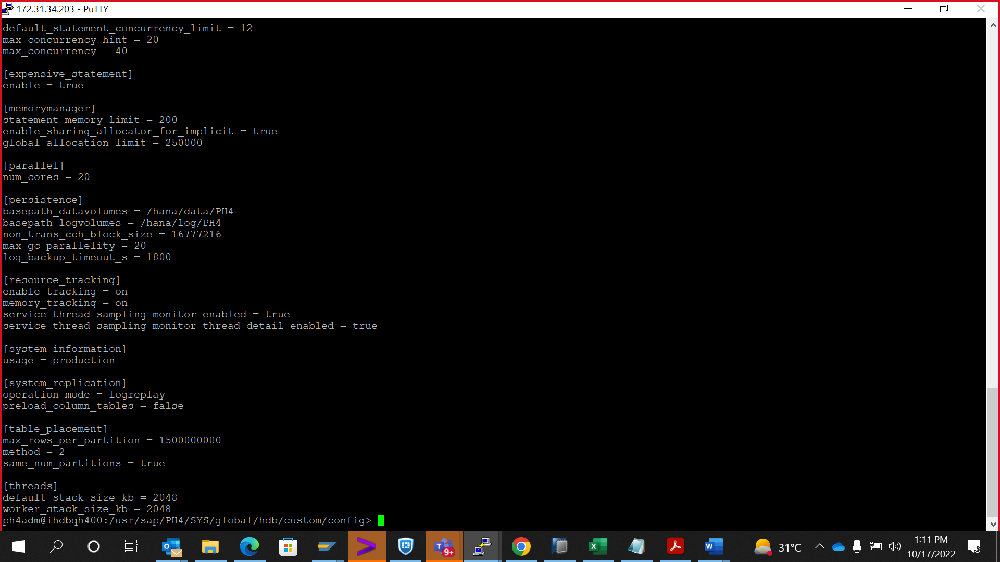 172.31.34.203 - PuTTY
default_statement_concurrency_limit = 12
max_concurrency_hint = 20
max_concurrency = 40
[expensive_statement]
enable = true
[memorymanager]
statement_memory_limit = 200
enable_sharing_allocator_for_implicit = true
global_allocation_limit = 250000
[parallel]
num_cores = 20
[persistence]
basepath_datavolumes = /hana/data/PH4
basepath_logvolumes = /hana/log/PH4
non_trans_cch_block_size = 16777216
max_gc_parallelity = 20
log_backup_timeout_s = 1800
[resource_tracking]
enable_tracking = on
memory_tracking = on
service_thread_sampling_monitor_enabled = true
service_thread_sampling_monitor_thread_detail_enabled = true
[system_information]
usage = production
[system_replication]
operation_mode = logreplay
preload_column_tables = false
[table_placement]
max_rows_per_partition = 1500000000
method = 2
same_num_partitions = true
[threads]
default_stack_size_kb = 2048
worker_stack_size_kb = 2048
ph4adm@ihdbqh400:/usr/sap/PH4/SYS/global/hdb/custom/config>
9+
31°C
1:11 PM
10/17/2022